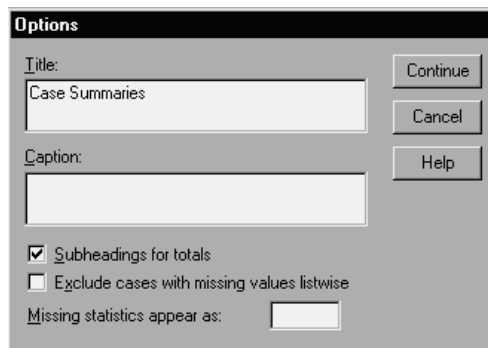 Options
Title:
Case Summaries
Continue
Cancel
Caption:
Help
Subheadings for totals
Exclude cases with missing values listwise
Missing statistics appear as: